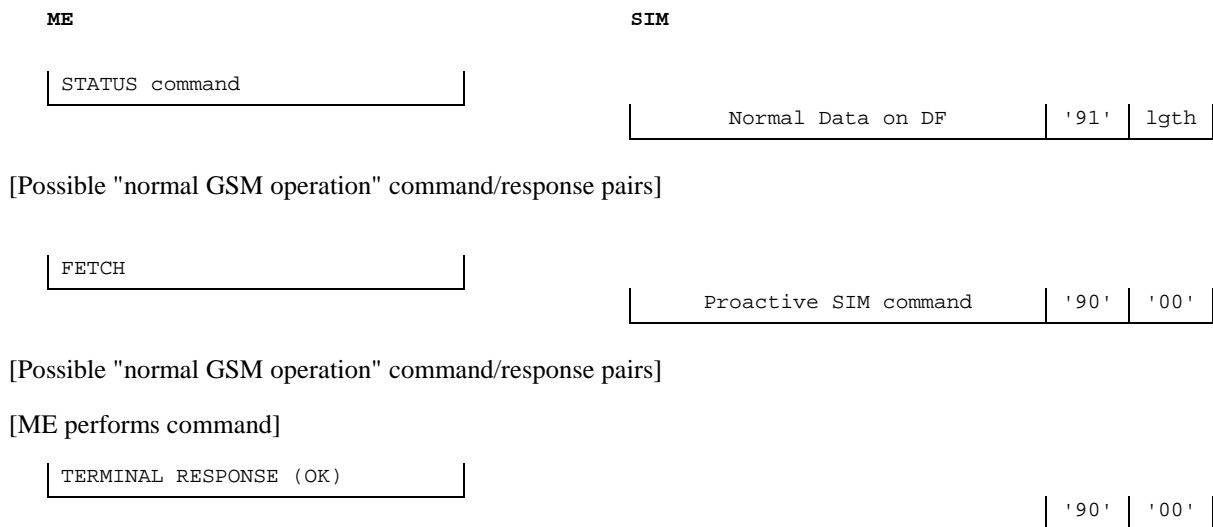 ME SIM
STATUS command
Normal Data on DF '91' lgth
[Possible "normal GSM operation" command/response pairs]
FETCH
Proactive SIM command '90' '00'
[Possible "normal GSM operation" command/response pairs]
[ME performs command]
TERMINAL RESPONSE (OK)
'90' '00'